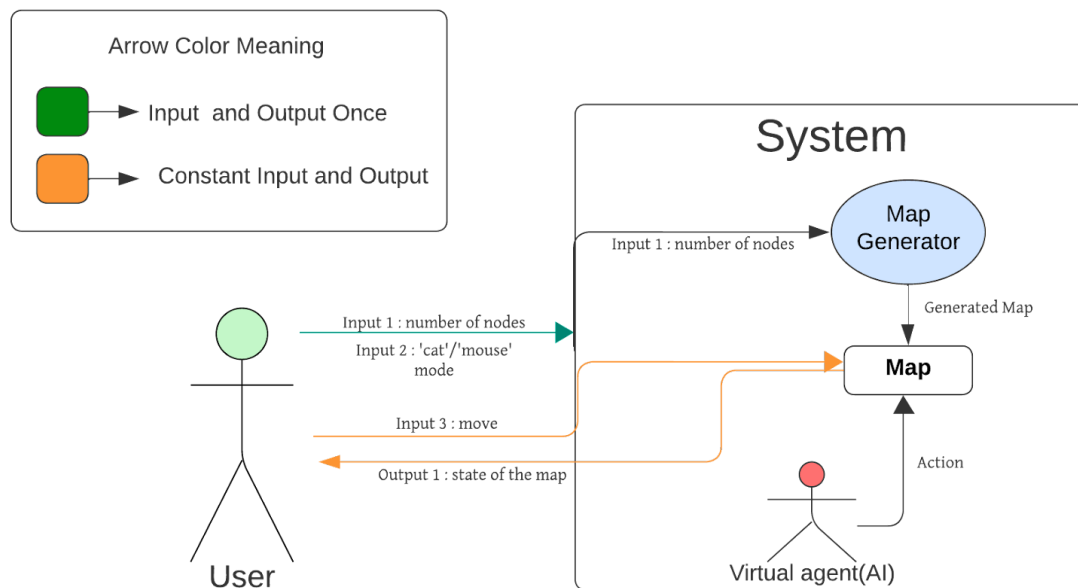 Arrow Color Meaning
Input and Output Once
Constant Input and Output
System
Map
Generator
Input 1 : number of nodes
Generated Map
Input 1 : number of nodes
Input 2 : 'cat'/'mouse'
mode
Map
Input 3 : move
Output 1 : state of the map
Action
User
Virtual agent(AI)